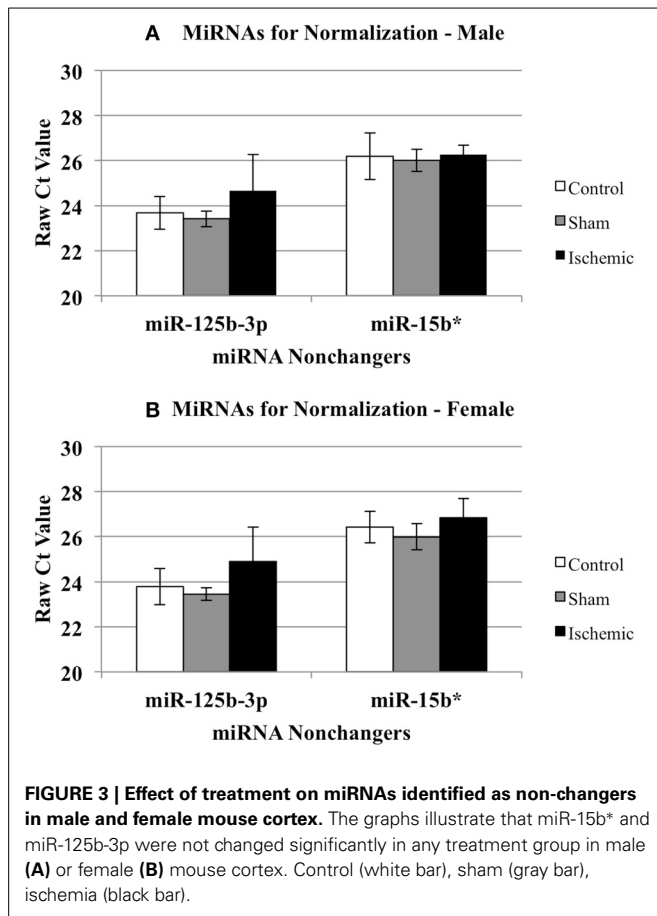 A MiRNAs for Normalization - Male
30
28
26
24
22
20
Raw Ct Value
miR-125b-3p miR-15b*
miRNA Nonchangers
Control
Sham
Ischemic
B MiRNAs for Normalization - Female
30
28
26
24
22
20
Raw Ct Value
miR-125b-3p miR-15b*
miRNA Nonchangers
Control
Sham
Ischemic
FIGURE 3 | Effect of treatment on miRNAs identified as non-changers
in male and female mouse cortex. The graphs illustrate that miR-15b* and
miR-125b-3p were not changed significantly in any treatment group in male
(A) or female (B) mouse cortex. Control (white bar), sham (gray bar),
ischemia (black bar).